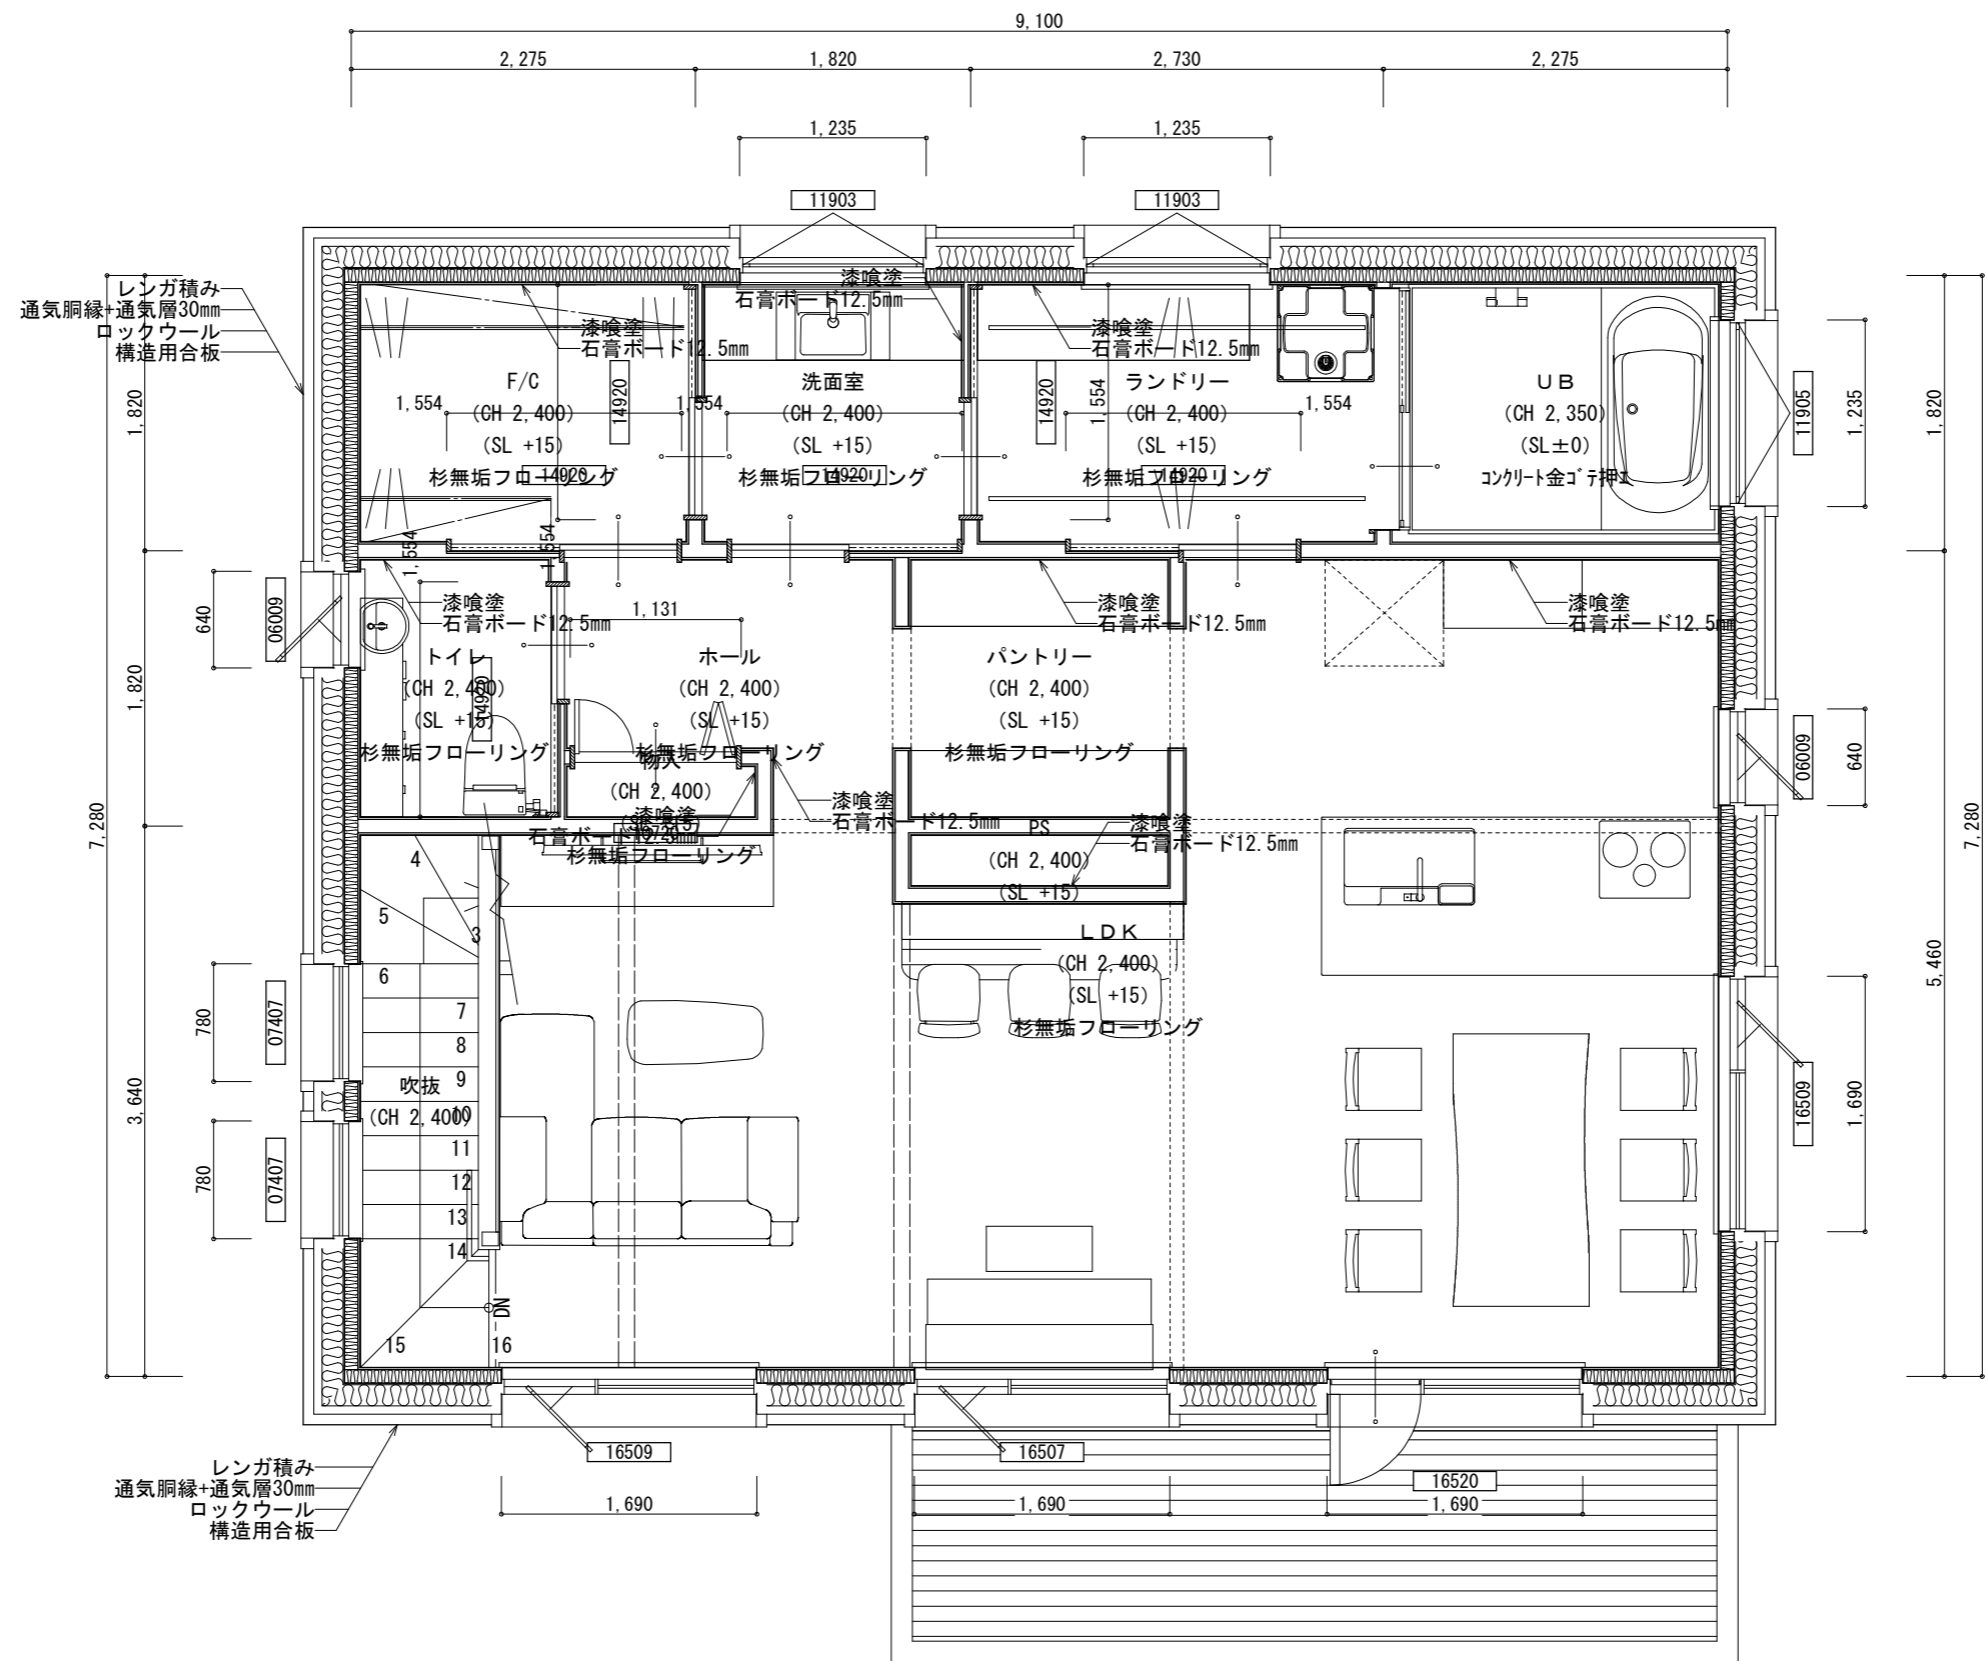 9,100
2,275
1,820
2,730
2,275
1,235
1,235
11903
11903
レンガ積み
通気胴縁+通気層30mm
ロックウール
構造用合板
漆喰塗
石膏ボード12.5mm
漆喰塗
石膏ボード12.5mm
漆喰塗
石膏ボード12.5mm
F/C
(CH 2,400)
(SL +15)
杉無垢フローリング
1,554
14920
14920
洗面室
(CH 2,400)
(SL +15)
杉無垢フローリング
1,554
14920
ランドリー
(CH 2,400)
(SL +15)
杉無垢フローリング
14920
1,554
1,554
14920
UB
(CH 2,350)
(SL±0)
コンクリート金ゴテ押エ
11905
1,235
1,820
1,820
1,554
1,554
漆喰塗
石膏ボード12.5mm
1,131
漆喰塗
石膏ボード12.5mm
漆喰塗
石膏ボード12.5mm
640
06009
トイレ
(CH 2,400)
(SL +15)
杉無垢フローリング
14920
ホール
(CH 2,400)
(SL +15)
杉無垢フローリング
パントリー
(CH 2,400)
(SL +15)
杉無垢フローリング
1,820
06009
640
物入
(CH 2,400)
杉無垢フローリング
漆喰塗
石膏ボード12.5mm
漆喰塗
石膏ボード12.5mm
PS
(CH 2,400)
(SL +15)
漆喰塗
石膏ボード12.5mm
7,280
7,280
LDK
(CH 2,400)
(SL +15)
杉無垢フローリング
5,460
3,640
780
07407
780
07407
吹抜
(CH 2,400)
3
4
5
6
7
8
9
10
11
12
13
14
15
16
DN
16509
1,690
16509
16507
16520
1,690
1,690
1,690
レンガ積み
通気胴縁+通気層30mm
ロックウール
構造用合板